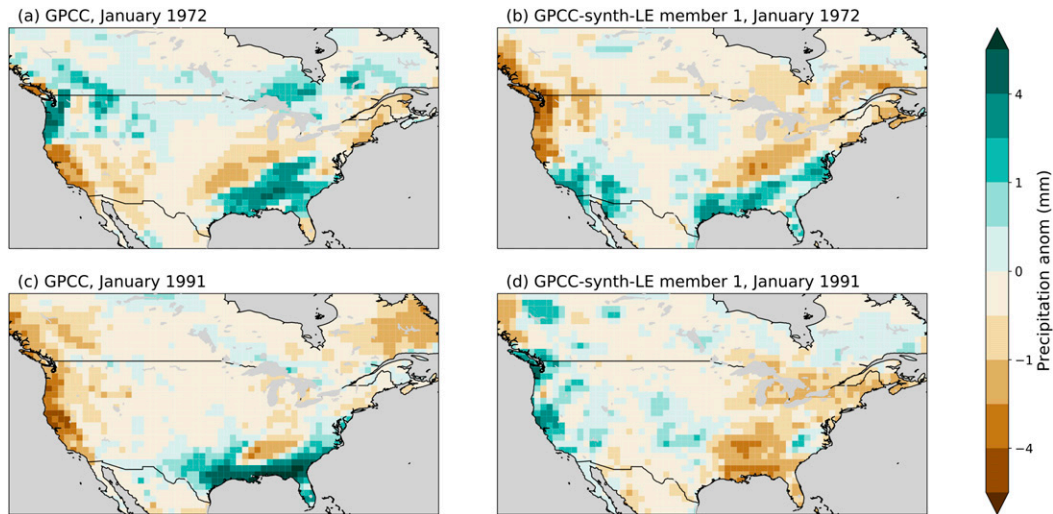 (a) GPCC, January 1972
(b) GPCC-synth-LE member 1, January 1972
(c) GPCC, January 1991
(d) GPCC-synth-LE member 1, January 1991
4
1
0
−1
−4
Precipitation anom (mm)